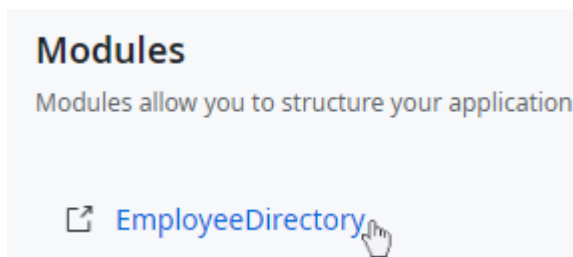 Modules
Modules allow you to structure your application
EmployeeDirectory